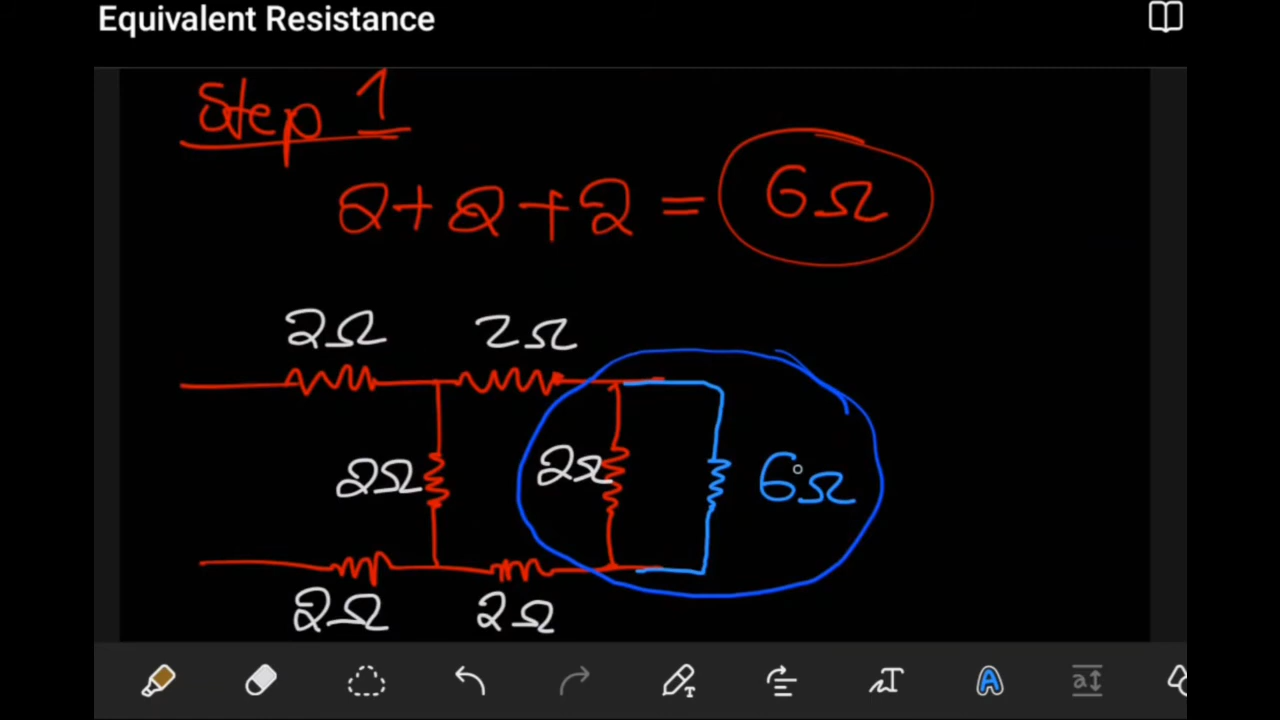 Equivalent Resistance
Step 1
2+2+2 = 6Ω
2Ω 2Ω
2Ω 2Ω 6Ω
2Ω 2Ω